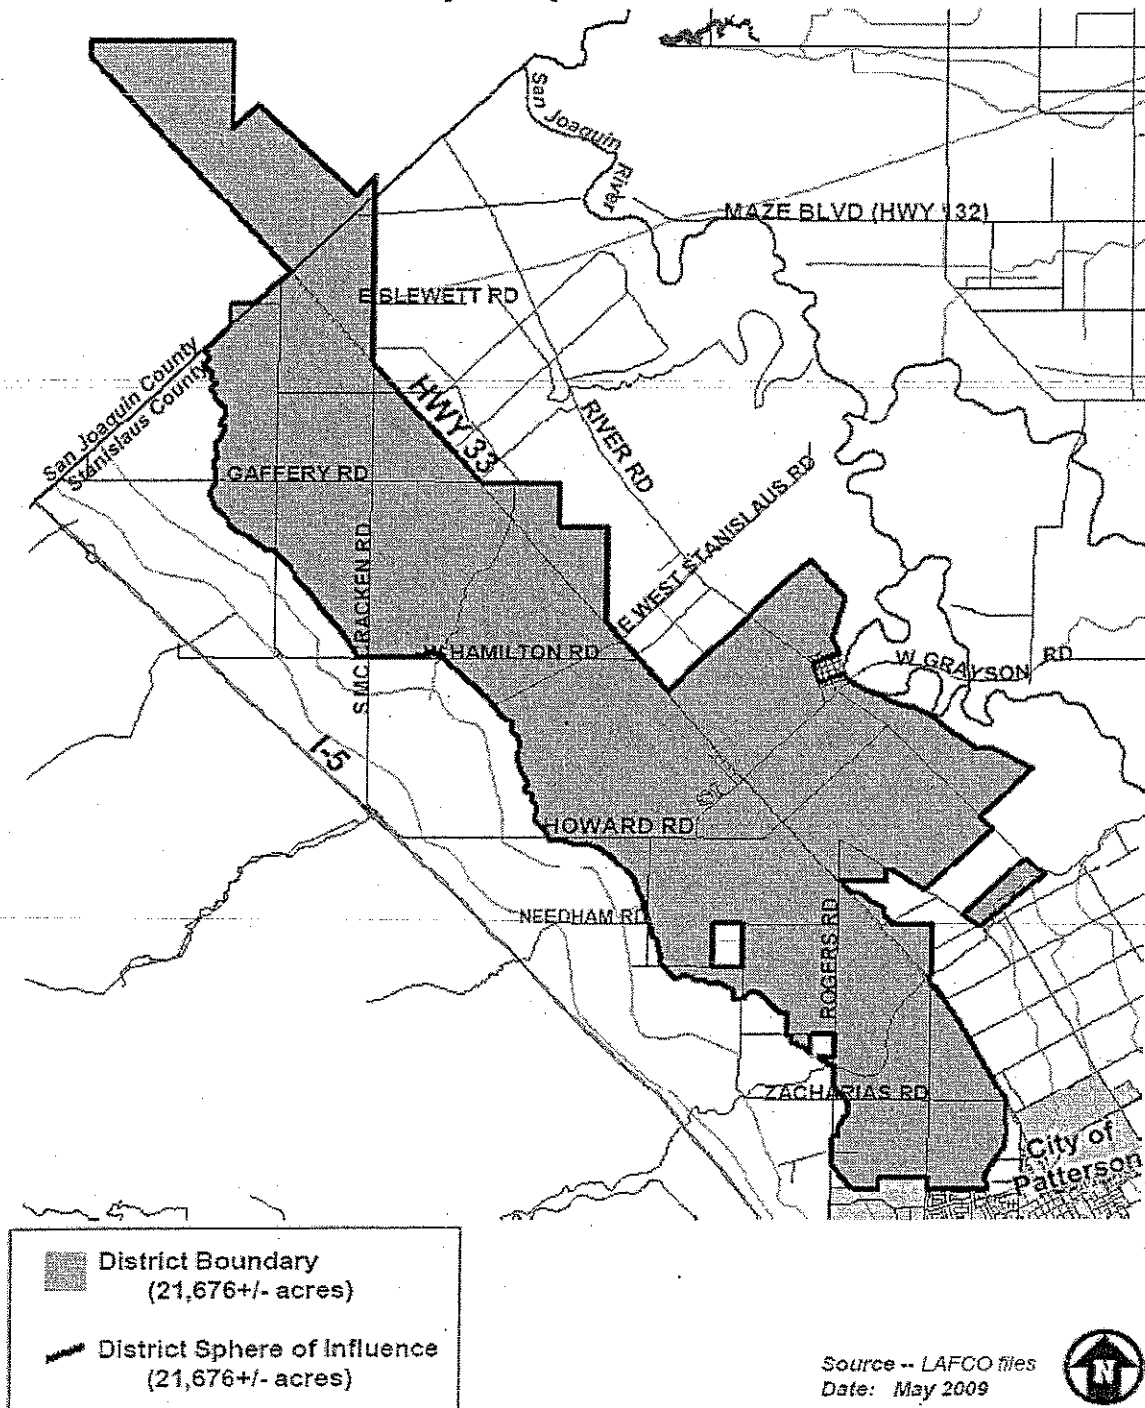 San Joaquin
River
MAZE BLVD (HWY 132)
E BLEWETT RD
San Joaquin County
Stanislaus County
HWY 33
RIVER RD
GAFFERY RD
E WEST STANISLAUS RD
S MC CRACKEN RD
W HAMILTON RD
W GRAYSON RD
I-5
HOWARD RD
NEEDHAM RD
ROGERS RD
ZACHARIAS RD
City of
Patterson
District Boundary
(21,676+/- acres)
District Sphere of Influence
(21,676+/- acres)
Source -- LAFCO files
Date: May 2009
N